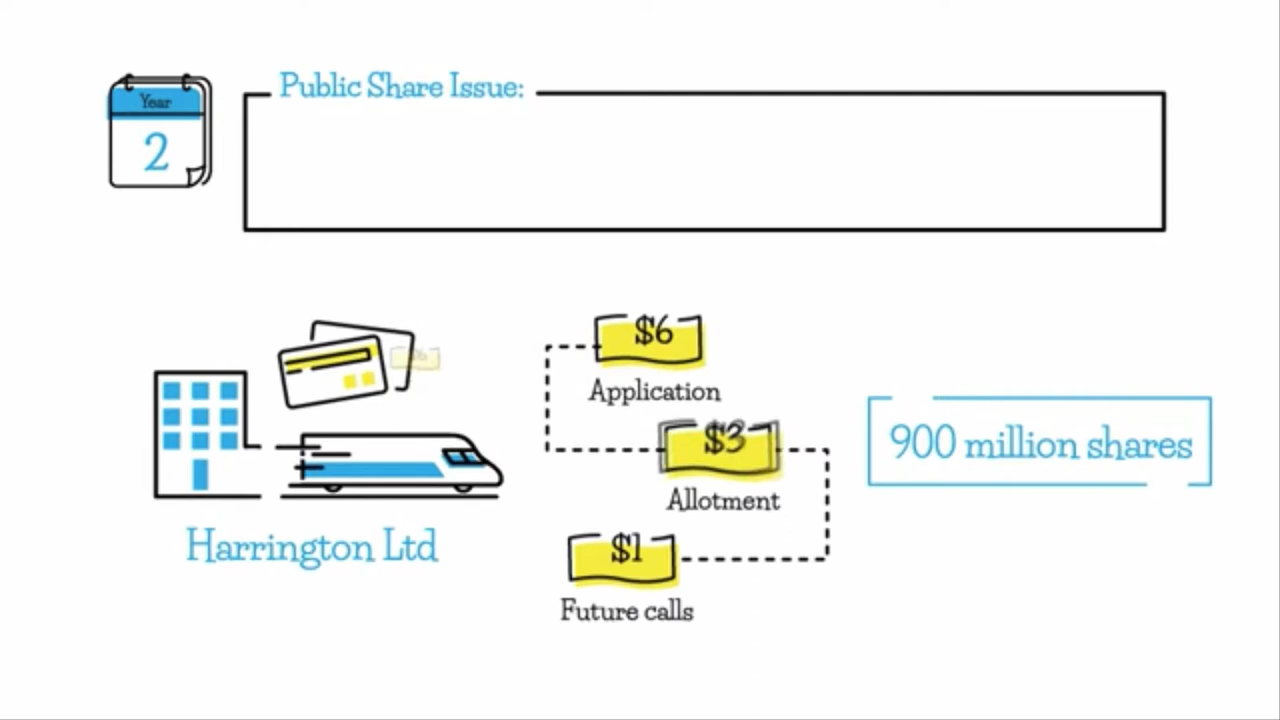 Public Share Issue:
Year
2
$6
Application
$3
Allotment
900 million shares
$1
Harrington Ltd
Future calls